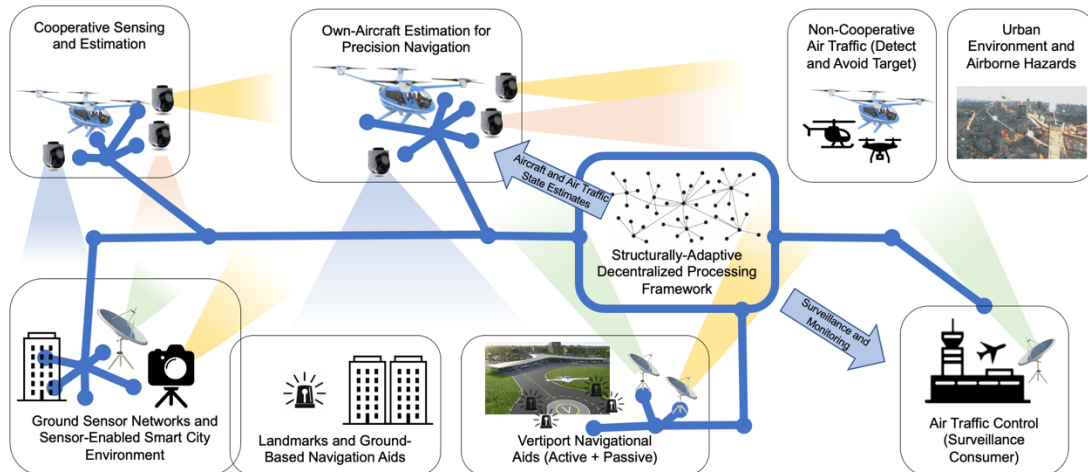 Cooperative Sensing
and Estimation
Own-Aircraft Estimation for
Precision Navigation
Non-Cooperative
Air Traffic (Detect
and Avoid Target)
Urban
Environment and
Airborne Hazards
Aircraft and Air Traffic
State Estimates
Structurally-Adaptive
Decentralized Processing
Framework
Surveillance and
Monitoring
Ground Sensor Networks and
Sensor-Enabled Smart City
Environment
Landmarks and Ground-
Based Navigation Aids
Vertiport Navigational
Aids (Active + Passive)
Air Traffic Control
(Surveillance
Consumer)